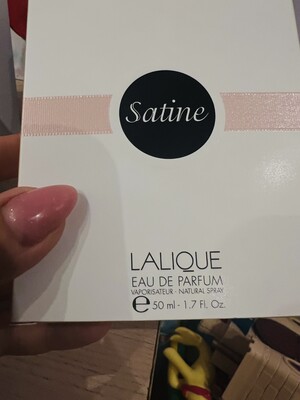 Satine
LALIQUE
EAU DE PARFUM
VAPORISATEUR - NATURAL SPRAY
℮ 50 ml - 1.7 Fl. Oz.